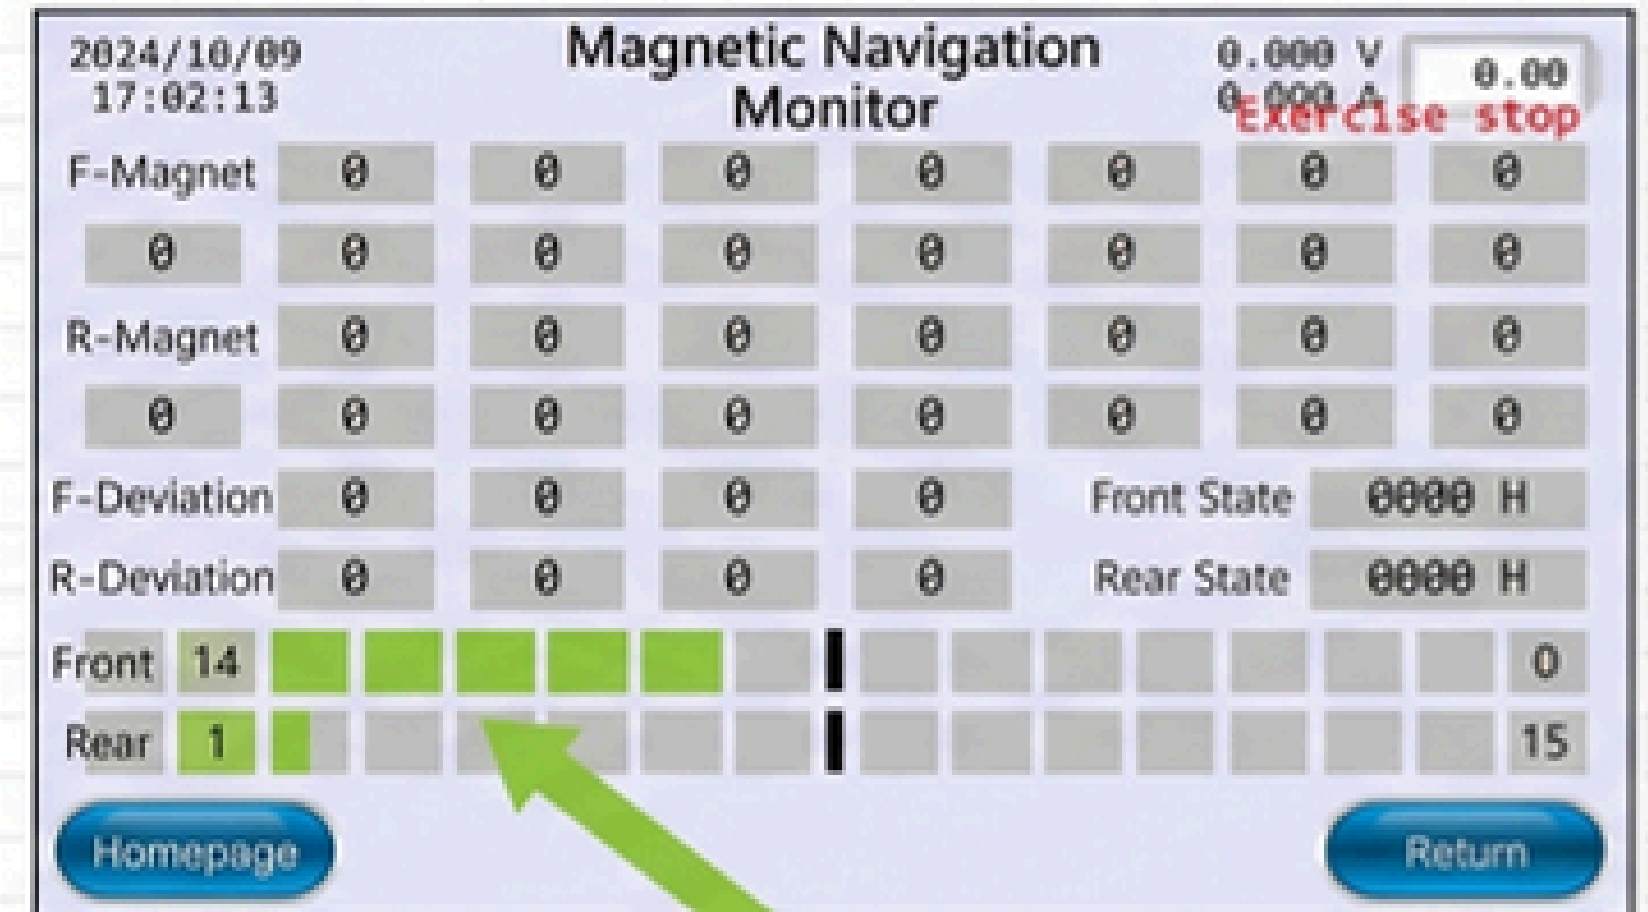 2024/10/09
17:02:13
Magnetic Navigation
Monitor
0.000 V
0.000 A
0.00
Exercise stop
F-Magnet 0 0 0 0 0 0 0
0 0 0 0 0 0 0 0
R-Magnet 0 0 0 0 0 0 0
0 0 0 0 0 0 0 0
F-Deviation 0 0 0 0 Front State 0000 H
R-Deviation 0 0 0 0 Rear State 0000 H
Front 14 0
Rear 1 15
Homepage Return